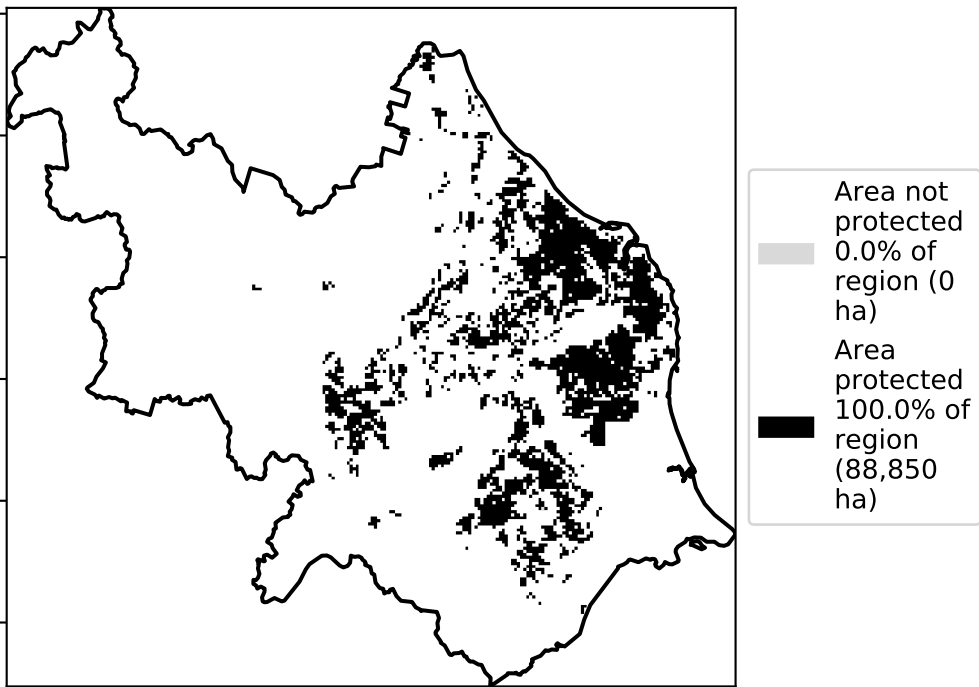 Area not
protected
0.0% of
region (0
ha)
Area
protected
100.0% of
region
(88,850
ha)